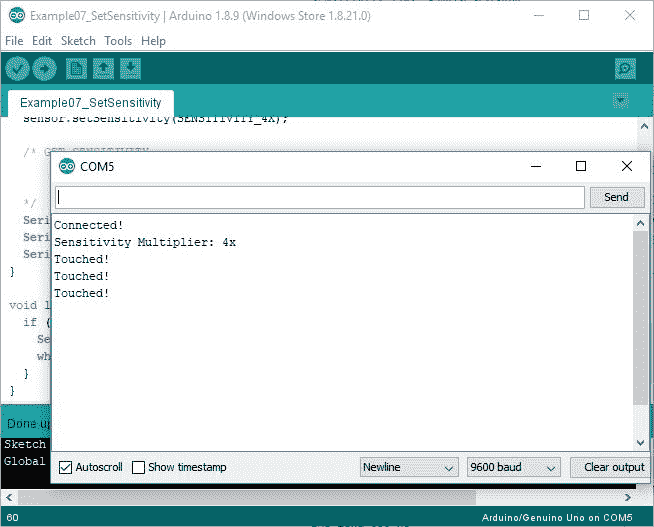 Example07_SetSensitivity | Arduino 1.8.9 (Windows Store 1.8.21.0)
File Edit Sketch Tools Help
Example07_SetSensitivity
sensor.setSensitivity(SENSITIVITY_4X);
/* GET SENSITIVITY
COM5
Send
*/
Seri
Seri
Seri
}
void l
if (
Se
wh
}
}
Connected!
Sensitivity Multiplier: 4x
Touched!
Touched!
Touched!
Done up
Sketch
Global
Autoscroll Show timestamp Newline 9600 baud Clear output
60 Arduino/Genuino Uno on COM5